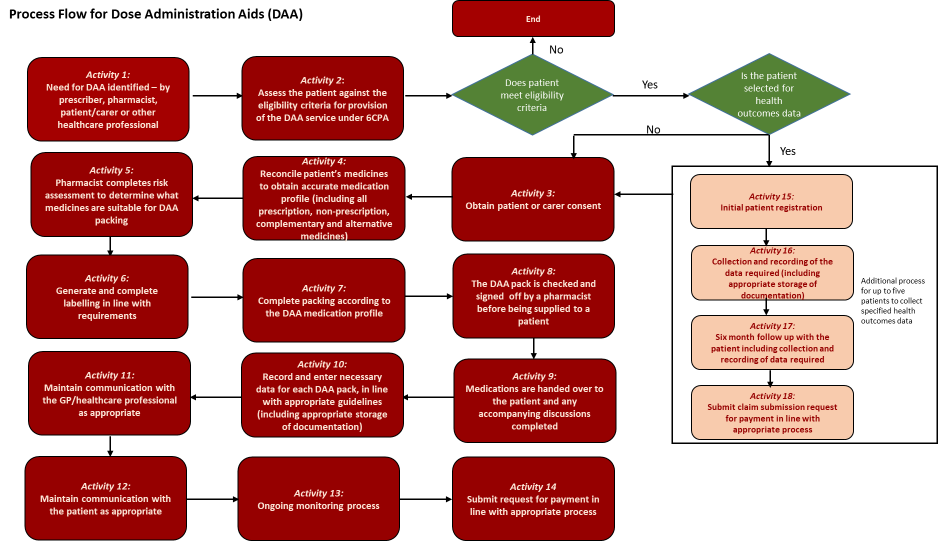 Process Flow for Dose Administration Aids (DAA)
End
No
Activity 1:
Need for DAA identified – by
prescriber, pharmacist,
patient/carer or other
healthcare professional
Activity 2:
Assess the patient against the
eligibility criteria for provision
of the DAA service under 6CPA
Does patient
meet eligibility
criteria
Yes
Is the patient
selected for
health
outcomes data
No
Yes
Activity 5:
Pharmacist completes risk
assessment to determine what
medicines are suitable for DAA
packing
Activity 4:
Reconcile patient's medicines
to obtain accurate medication
profile (including all
prescription, non-prescription,
complementary and alternative
medicines)
Activity 3:
Obtain patient or carer consent
Activity 15:
Initial patient registration
Activity 16:
Collection and recording of the
data required (including
appropriate storage of
documentation)
Activity 17:
Six month follow up with the
patient including collection and
recording of data required
Activity 18:
Submit claim submission request
for payment in line with
appropriate process
Additional process
for up to five
patients to collect
specified health
outcomes data
Activity 6:
Generate and complete
labelling in line with
requirements
Activity 7:
Complete packing according to
the DAA medication profile
Activity 8:
The DAA pack is checked and
signed off by a pharmacist
before being supplied to a
patient
Activity 11:
Maintain communication with
the GP/healthcare professional
as appropriate
Activity 10:
Record and enter necessary
data for each DAA pack, in line
with appropriate guidelines
(including appropriate storage
of documentation)
Activity 9:
Medications are handed over to
the patient and any
accompanying discussions
completed
Activity 12:
Maintain communication with
the patient as appropriate
Activity 13:
Ongoing monitoring process
Activity 14
Submit request for payment in
line with appropriate process